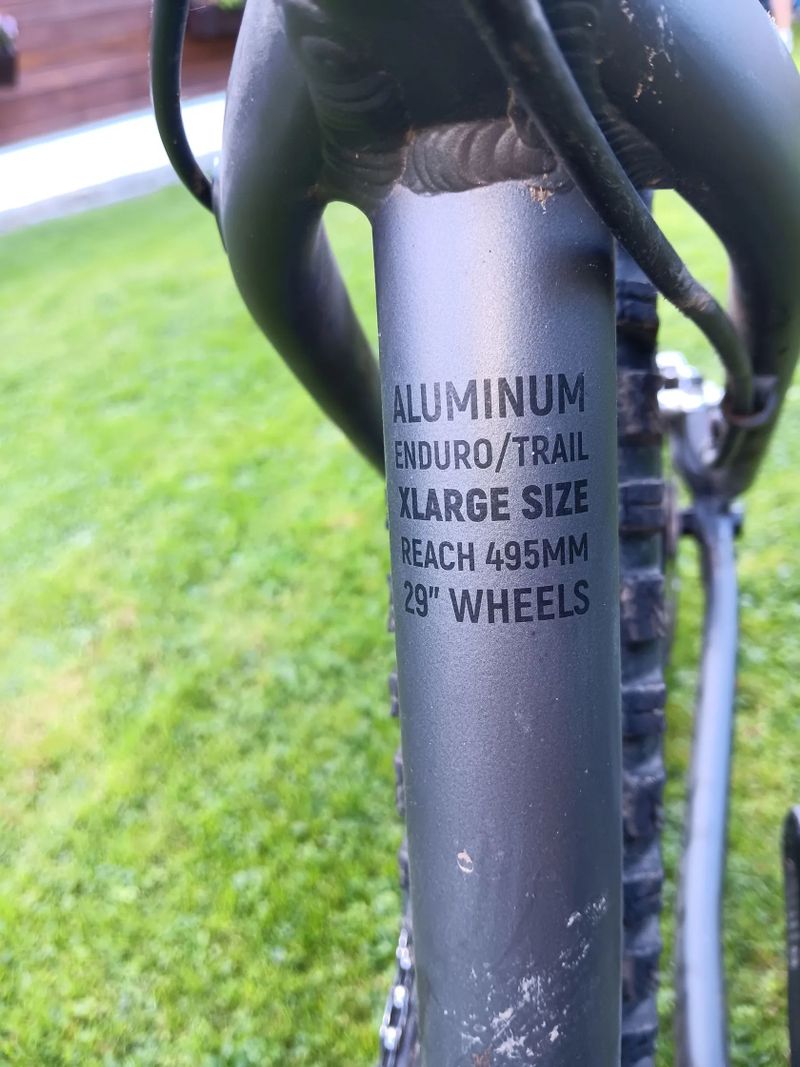 ALUMINUM
ENDURO/TRAIL
XLARGE SIZE
REACH 495MM
29" WHEELS